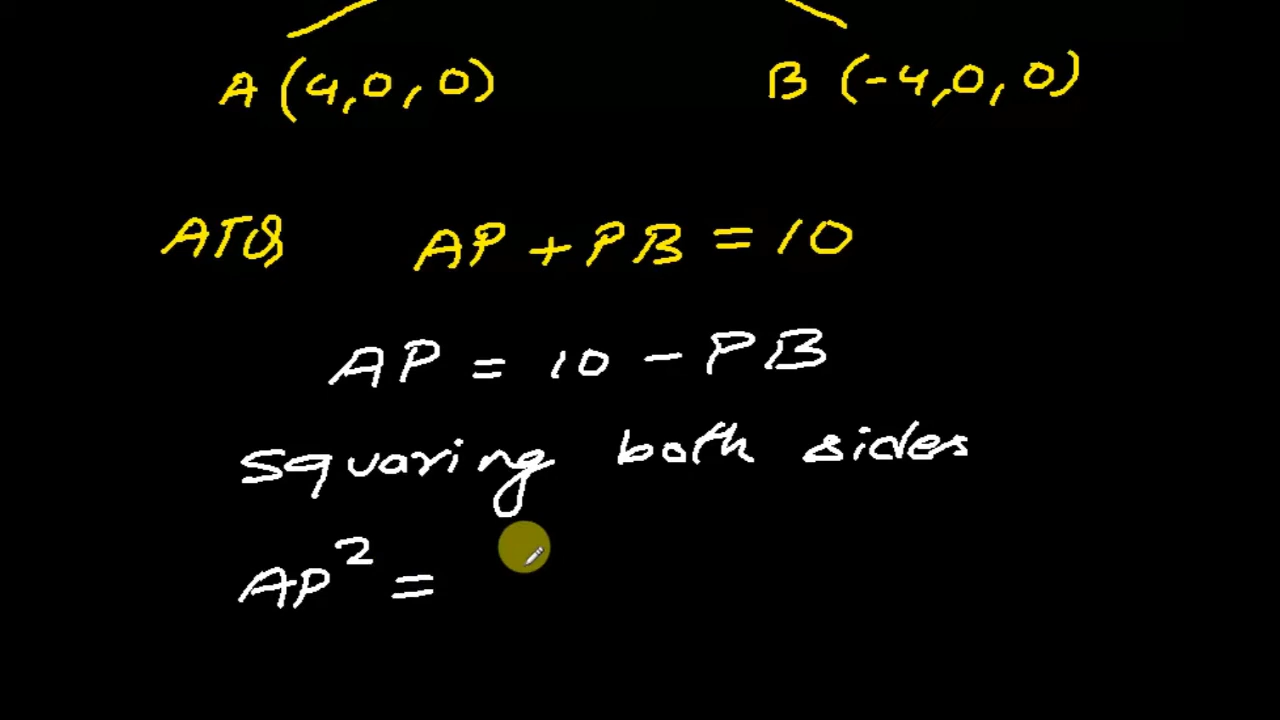 A (4,0,0) B (-4,0,0)
ATQ AP + PB = 10
AP = 10 - PB
squaring both sides
AP² =